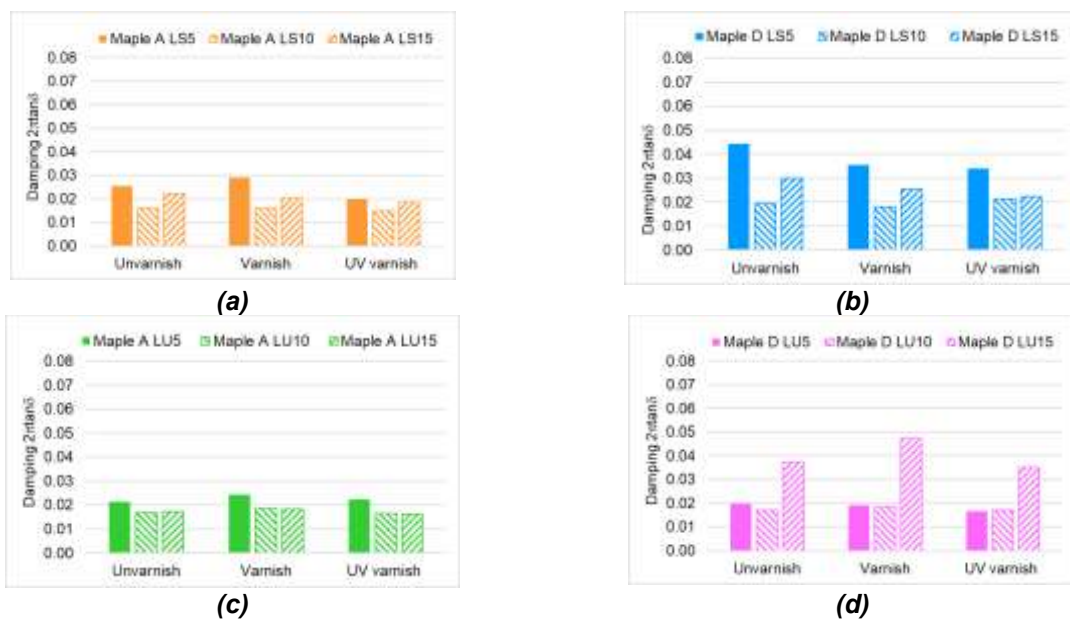 Maple A LS5 Maple A LS10 Maple A LS15
Damping 2πtanδ
0.08
0.07
0.06
0.05
0.04
0.03
0.02
0.01
0.00
Unvarnish Varnish UV varnish
(a)
Maple D LS5 Maple D LS10 Maple D LS15
Damping 2πtanδ
0.08
0.07
0.06
0.05
0.04
0.03
0.02
0.01
0.00
Unvarnish Varnish UV varnish
(b)
Maple A LU5 Maple A LU10 Maple A LU15
Damping 2πtanδ
0.08
0.07
0.06
0.05
0.04
0.03
0.02
0.01
0.00
Unvarnish Varnish UV varnish
(c)
Maple D LU5 Maple D LU10 Maple D LU15
Damping 2πtanδ
0.08
0.07
0.06
0.05
0.04
0.03
0.02
0.01
0.00
Unvarnish Varnish UV varnish
(d)